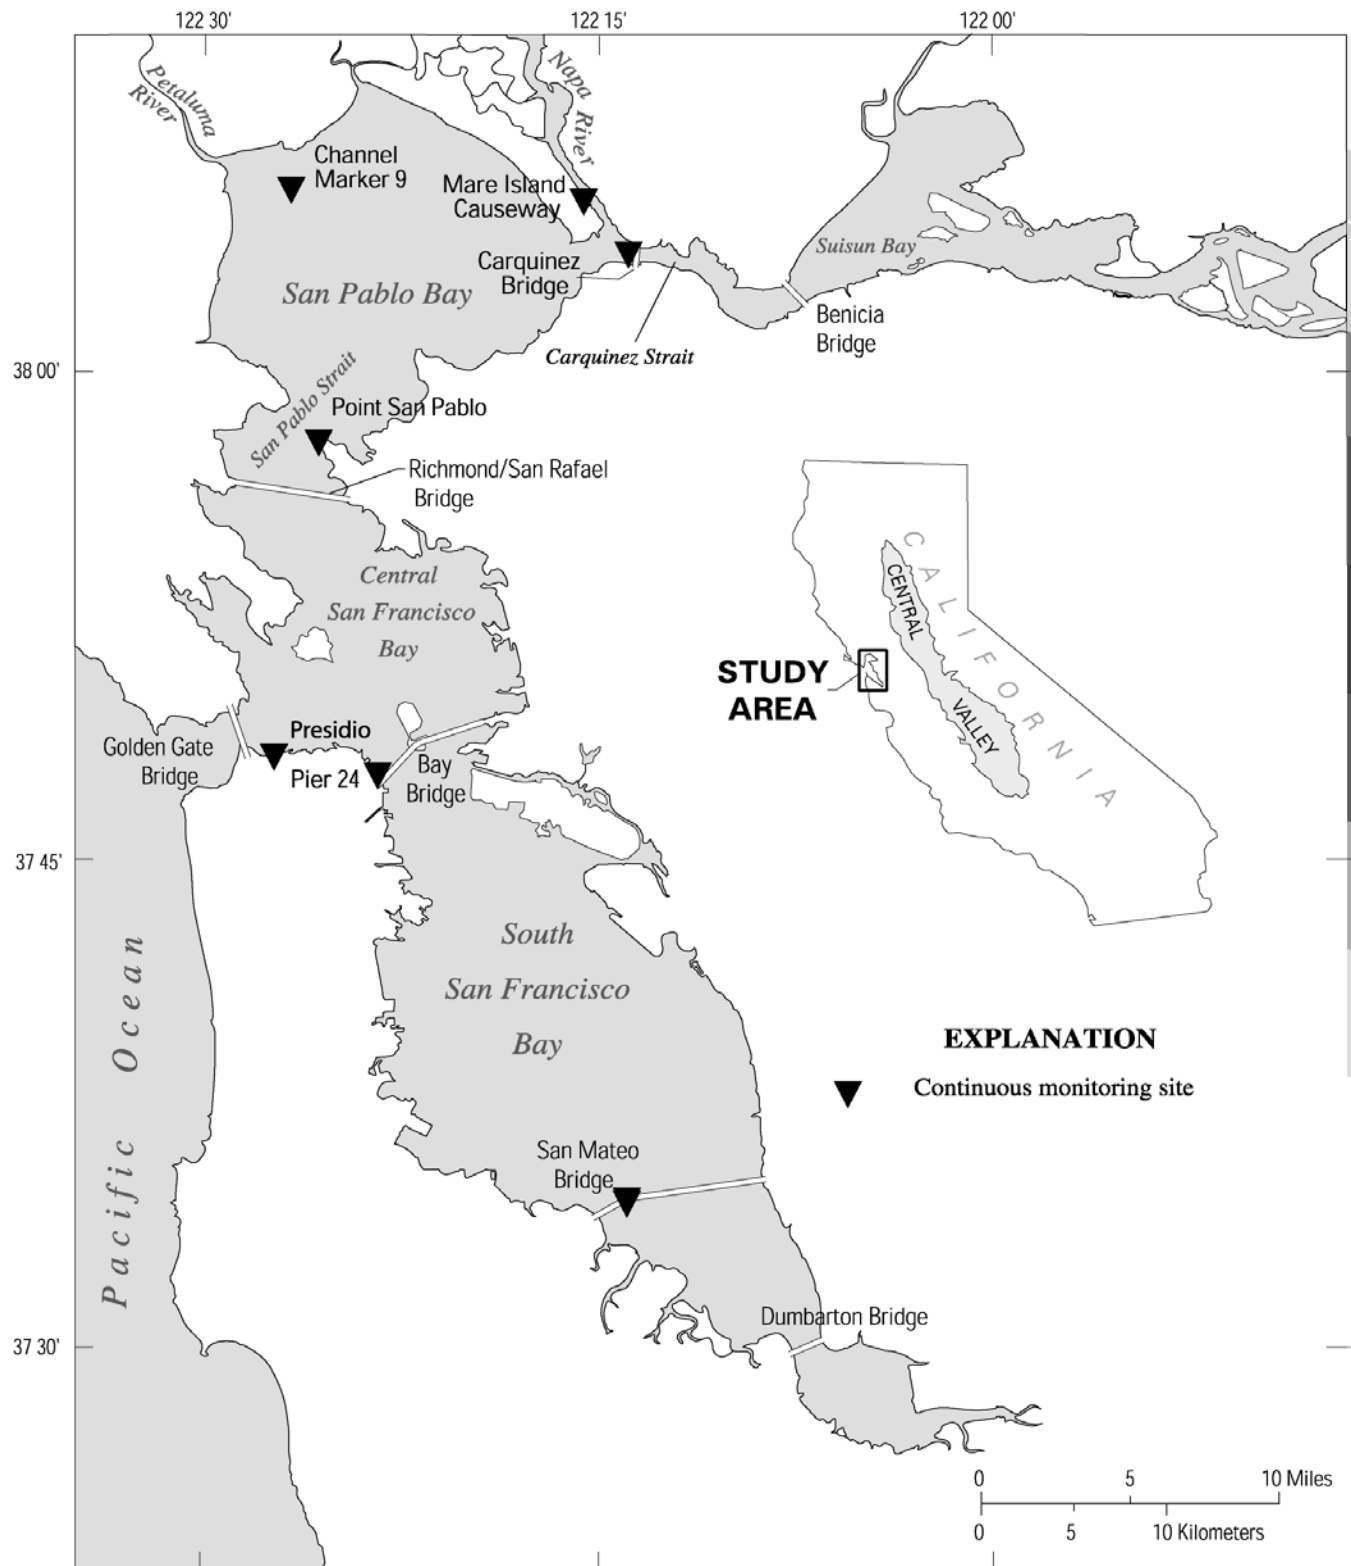 122 30'
122 15'
122 00'
Petaluma
River
Napa
River
Channel
Marker 9
Mare Island
Causeway
Carquinez
Bridge
Suisun Bay
San Pablo Bay
Benicia
Bridge
Carquinez Strait
38 00'
San Pablo Strait
Point San Pablo
Richmond/San Rafael
Bridge
Central
San Francisco
Bay
CALIFORNIA
CENTRAL
VALLEY
STUDY
AREA
Golden Gate
Bridge
Presidio
Pier 24
Bay
Bridge
37 45'
South
San Francisco
Bay
Pacific Ocean
EXPLANATION
Continuous monitoring site
San Mateo
Bridge
Dumbarton Bridge
37 30'
0 5 10 Miles
0 5 10 Kilometers